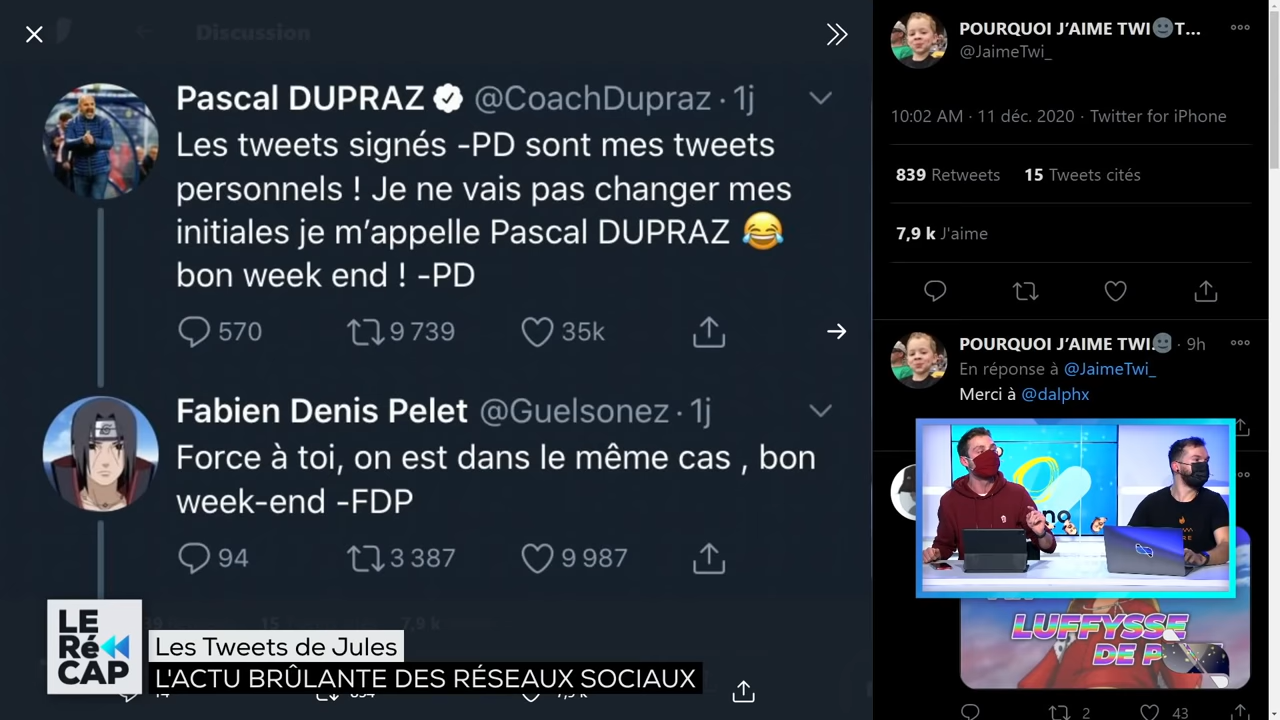 Discussion
Pascal DUPRAZ @CoachDupraz · 1j
Les tweets signés -PD sont mes tweets
personnels ! Je ne vais pas changer mes
initiales je m’appelle Pascal DUPRAZ 😂
bon week end ! -PD
570 9 739 35k
Fabien Denis Pelet @Guelsonez · 1j
Force à toi, on est dans le même cas , bon
week-end -FDP
94 3 387 9 987
LE
Ré
CAP
Les Tweets de Jules
L'ACTU BRÛLANTE DES RÉSEAUX SOCIAUX
POURQUOI J’AIME TWI T...
@JaimeTwi_
10:02 AM · 11 déc. 2020 · Twitter for iPhone
839 Retweets 15 Tweets cités
7,9 k J'aime
POURQUOI J’AIME TWI... · 9h
En réponse à @JaimeTwi_
Merci à @dalphx
LUFFYSSE
DE P
2 43